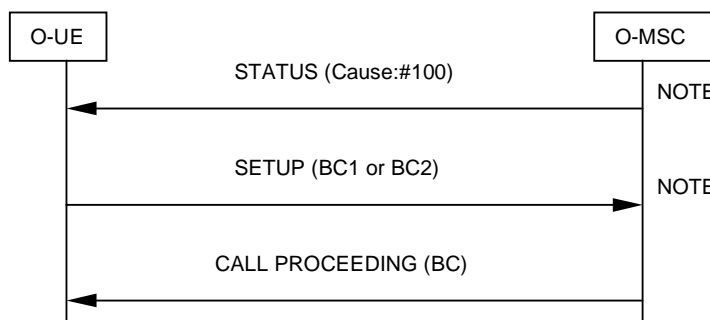 O-UE
O-MSC
STATUS (Cause:#100)
NOTE
SETUP (BC1 or BC2)
NOTE
CALL PROCEEDING (BC)